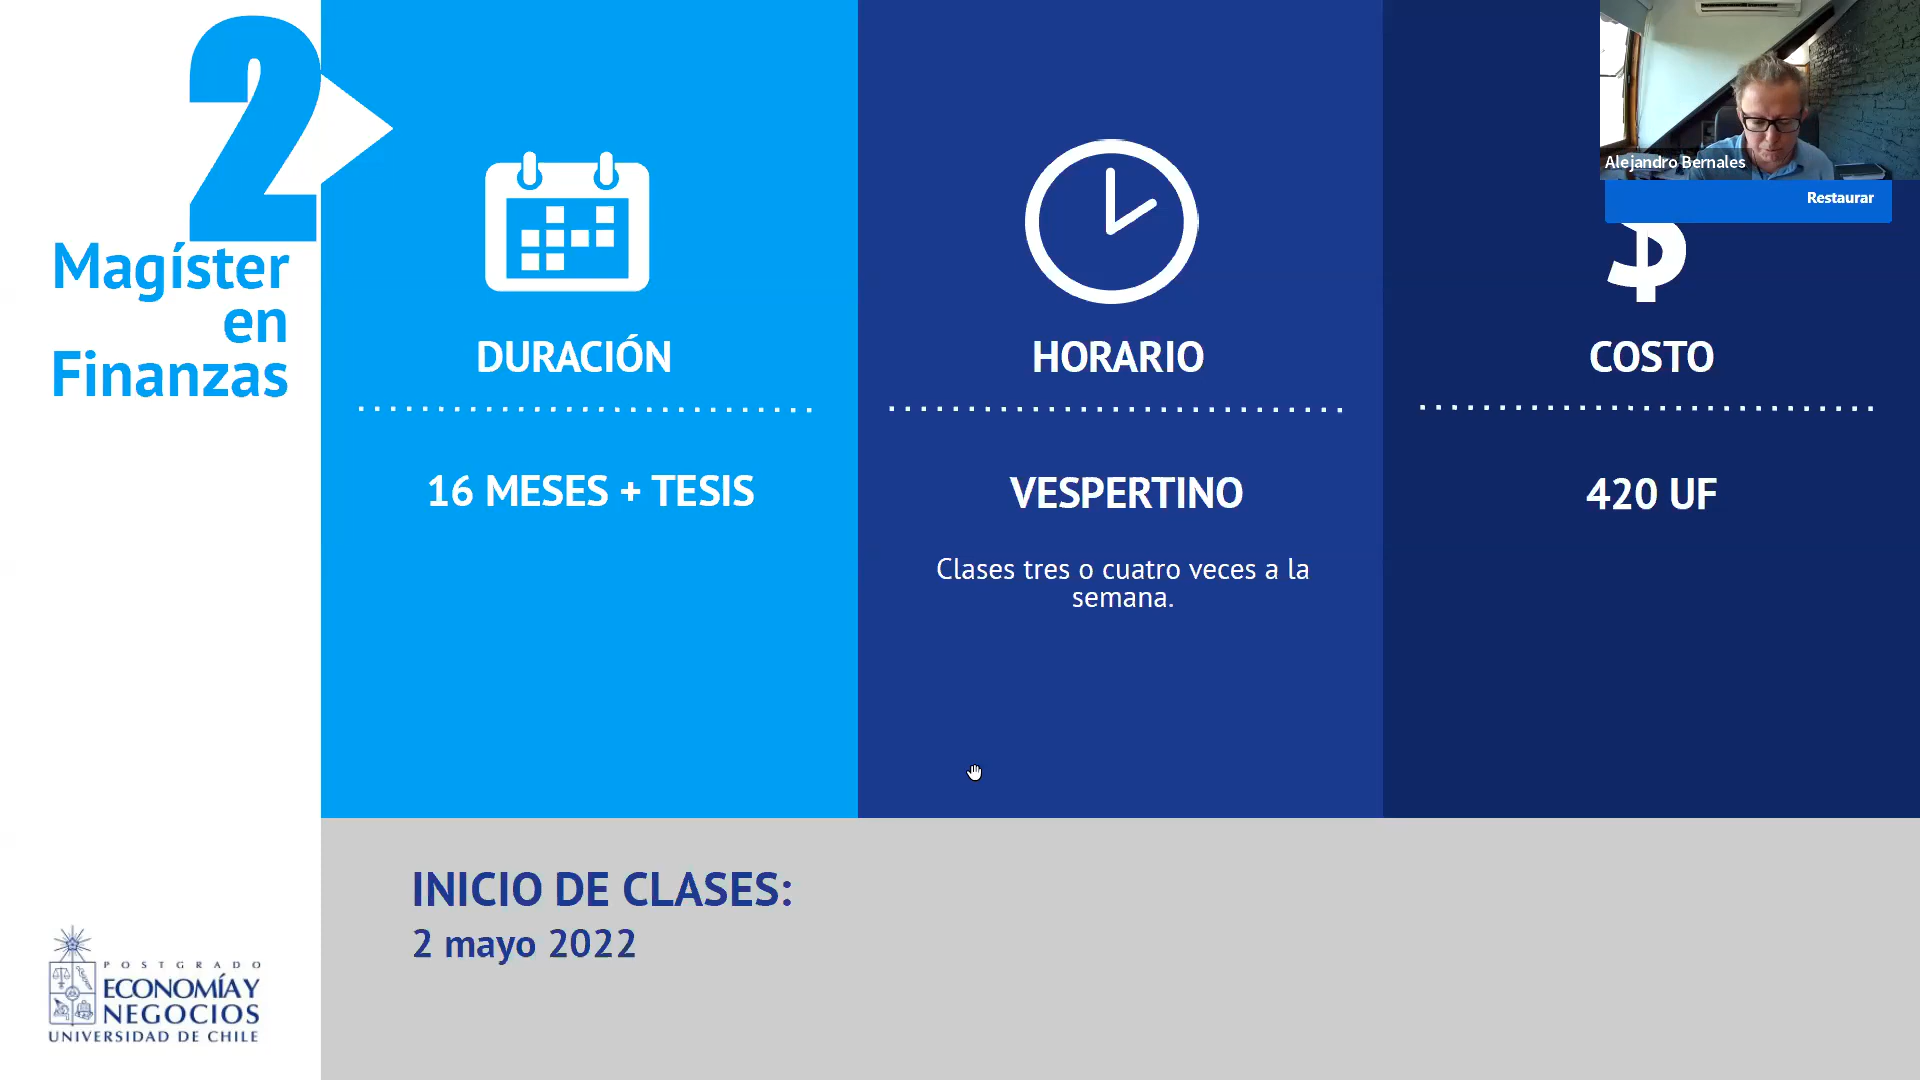 2
Magíster
en
Finanzas
DURACIÓN
16 MESES + TESIS
HORARIO
VESPERTINO
Clases tres o cuatro veces a la
semana.
Alejandro Bernales
Restaurar
$
COSTO
420 UF
INICIO DE CLASES:
2 mayo 2022
POSTGRADO
ECONOMÍA Y
NEGOCIOS
UNIVERSIDAD DE CHILE